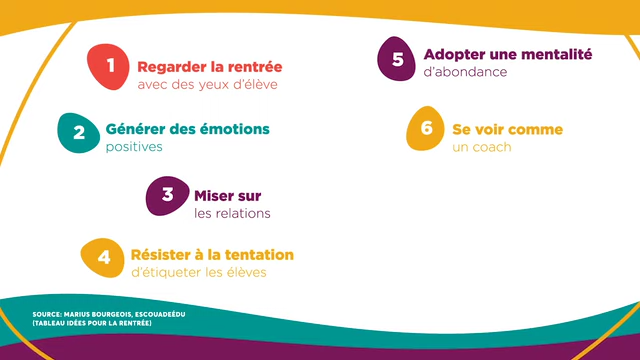 1
Regarder la rentrée
avec des yeux d'élève
2
Générer des émotions
positives
3
Miser sur
les relations
4
Résister à la tentation
d'étiqueter les élèves
5
Adopter une mentalité
d'abondance
6
Se voir comme
un coach
SOURCE: MARIUS BOURGEOIS, ESCOUADEÉDU
(TABLEAU IDÉES POUR LA RENTRÉE)